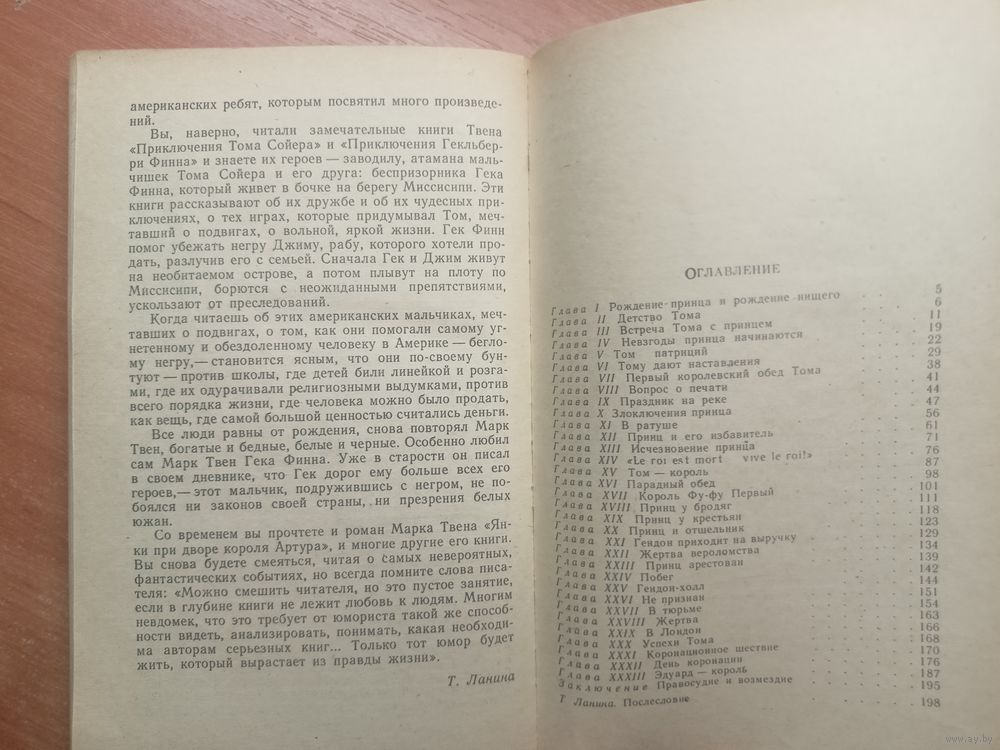 американских ребят, которым посвятил много произведе-
ний.
Вы, наверно, читали замечательные книги Твена
«Приключения Тома Сойера» и «Приключения Гекльбер-
ри Финна» и знаете их героев — заводилу, атамана маль-
чишек Тома Сойера и его друга: беспризорника Гека
Финна, который живет в бочке на берегу Миссисипи. Эти
книги рассказывают об их дружбе и об их чудесных при-
ключениях, о тех играх, которые придумывал Том, меч-
тавший о подвигах, о вольной, яркой жизни. Гек Финн
помог убежать негру Джиму, рабу, которого хотели про-
дать, разлучив его с семьей. Сначала Гек и Джим живут
на необитаемом острове, а потом плывут на плоту по
Миссисипи, борются с неожиданными препятствиями,
ускользают от преследований.
Когда читаешь об этих американских мальчиках, меч-
тавших о подвигах, о том, как они помогали самому уг-
нетенному и обездоленному человеку в Америке — бегло-
му негру,— становится ясным, что они по-своему бун-
туют — против школы, где детей били линейкой и розга-
ми, где их одурачивали религиозными выдумками, против
всего порядка жизни, где человека можно было продать,
как вещь, где самой большой ценностью считались деньги.
Все люди равны от рождения, снова повторял Марк
Твен, богатые и бедные, белые и черные. Особенно любил
сам Марк Твен Гека Финна. Уже в старости он писал
в своем дневнике, что Гек дорог ему больше всех его
героев,— этот мальчик, подружившись с негром, не по-
боялся ни законов своей страны, ни презрения белых
южан.
Со временем вы прочтете и роман Марка Твена «Ян-
ки при дворе короля Артура», и многие другие его книги.
Вы снова будете смеяться, читая о самых невероятных,
фантастических событиях, но всегда помните слова писа-
теля: «Можно смешить читателя, но это пустое занятие,
если в глубине книги не лежит любовь к людям. Многим
невдомек, что это требует от юмориста такой же способ-
ности видеть, анализировать, понимать, какая необходи-
ма авторам серьезных книг... Только тот юмор будет
жить, который вырастает из правды жизни».
Т. Ланина
ОГЛАВЛЕНИЕ
Глава I Рождение принца и рождение нищего . . . 5
Глава II Детство Тома . . . 6
Глава III Встреча Тома с принцем . . . 11
Глава IV Невзгоды принца начинаются . . . 19
Глава V Том патриций . . . 22
Глава VI Тому дают наставления . . . 29
Глава VII Первый королевский обед Тома . . . 38
Глава VIII Вопрос о печати . . . 41
Глава IX Праздник на реке . . . 44
Глава X Злоключения принца . . . 47
Глава XI В ратуше . . . 56
Глава XII Принц и его избавитель . . . 61
Глава XIII Исчезновение принца . . . 71
Глава XIV «Le roi est mort vive le roi!» . . . 76
Глава XV Том — король . . . 87
Глава XVI Парадный обед . . . 98
Глава XVII Король Фу-фу Первый . . . 101
Глава XVIII Принц у бродяг . . . 111
Глава XIX Принц у крестьян . . . 118
Глава XX Принц и отшельник . . . 123
Глава XXI Гендон приходит на выручку . . . 129
Глава XXII Жертва вероломства . . . 134
Глава XXIII Принц арестован . . . 139
Глава XXIV Побег . . . 142
Глава XXV Гендон-холл . . . 144
Глава XXVI Не признан . . . 151
Глава XXVII В тюрьме . . . 154
Глава XXVIII Жертва . . . 163
Глава XXIX В Лондон . . . 166
Глава XXX Успехи Тома . . . 168
Глава XXXI Коронационное шествие . . . 170
Глава XXXII День коронации . . . 176
Глава XXXIII Эдуард — король . . . 187
Заключение Правосудие и возмездие . . . 195
Т Ланина. Послесловие . . . 198
www.ay.by